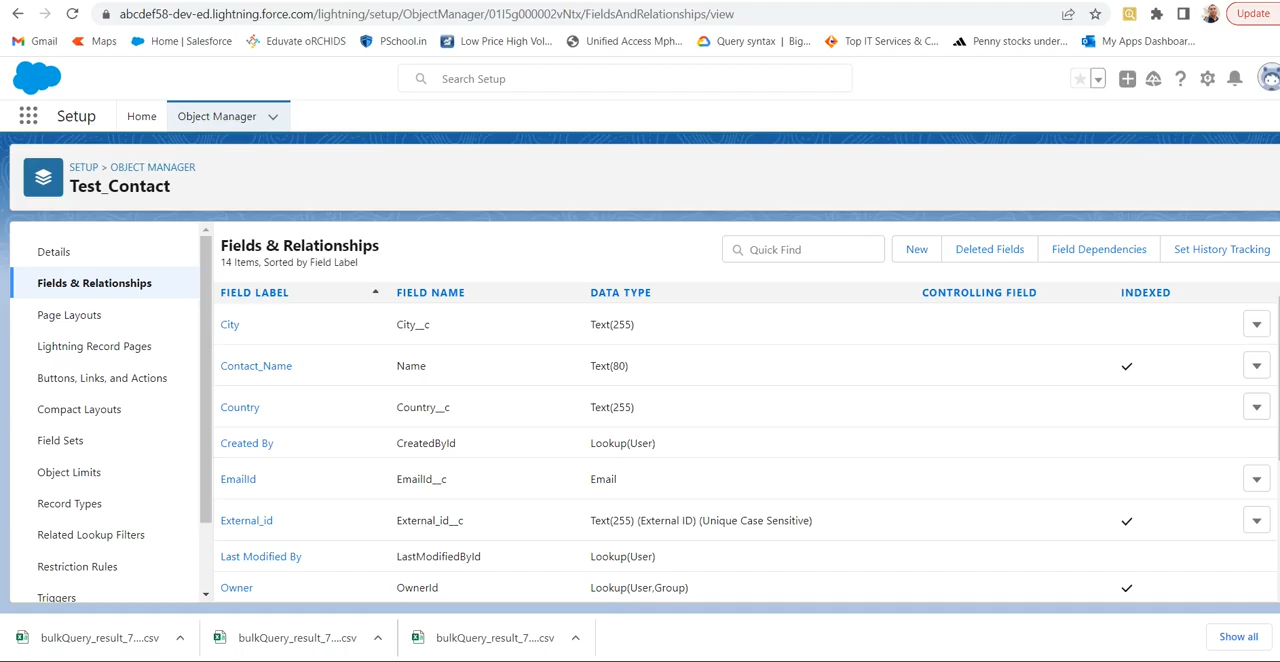 abcdef58-dev-ed.lightning.force.com/lightning/setup/ObjectManager/01I5g000002vNtx/FieldsAndRelationships/view
Update
Gmail
Maps
Home | Salesforce
Eduvate oRCHIDS
PSchool.in
Low Price High Vol...
Unified Access Mph...
Query syntax | Big...
Top IT Services & C...
Penny stocks under...
My Apps Dashboar...
Search Setup
Setup
Home
Object Manager
SETUP > OBJECT MANAGER
Test_Contact
Details
Fields & Relationships
Page Layouts
Lightning Record Pages
Buttons, Links, and Actions
Compact Layouts
Field Sets
Object Limits
Record Types
Related Lookup Filters
Restriction Rules
Triggers
Fields & Relationships
14 Items, Sorted by Field Label
Quick Find
New
Deleted Fields
Field Dependencies
Set History Tracking
FIELD LABEL FIELD NAME DATA TYPE CONTROLLING FIELD INDEXED
City City__c Text(255)
Contact_Name Name Text(80)
Country Country__c Text(255)
Created By CreatedById Lookup(User)
EmailId EmailId__c Email
External_id External_id__c Text(255) (External ID) (Unique Case Sensitive)
Last Modified By LastModifiedById Lookup(User)
Owner OwnerId Lookup(User,Group)
bulkQuery_result_7....csv
bulkQuery_result_7....csv
bulkQuery_result_7....csv
Show all